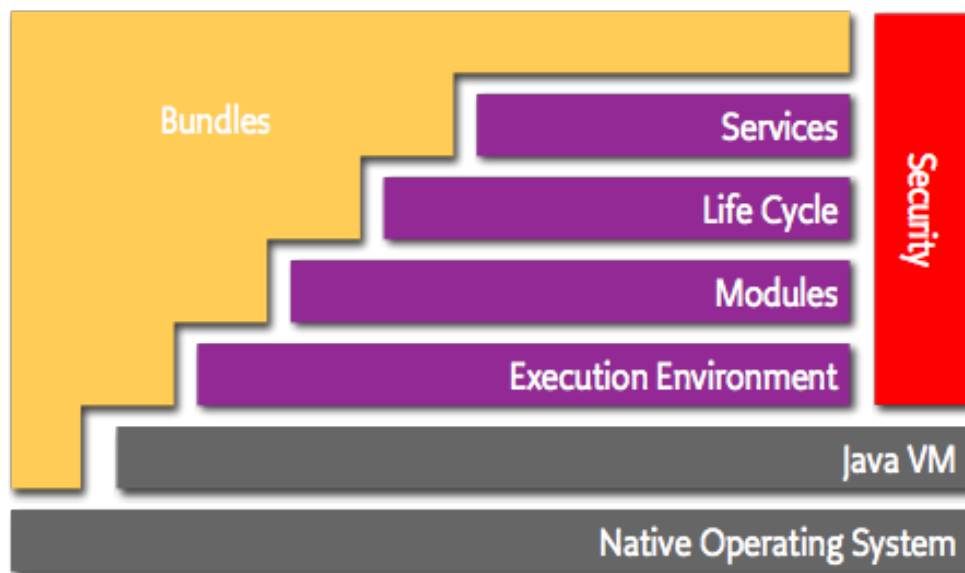 Bundles
Services
Life Cycle
Modules
Execution Environment
Security
Java VM
Native Operating System